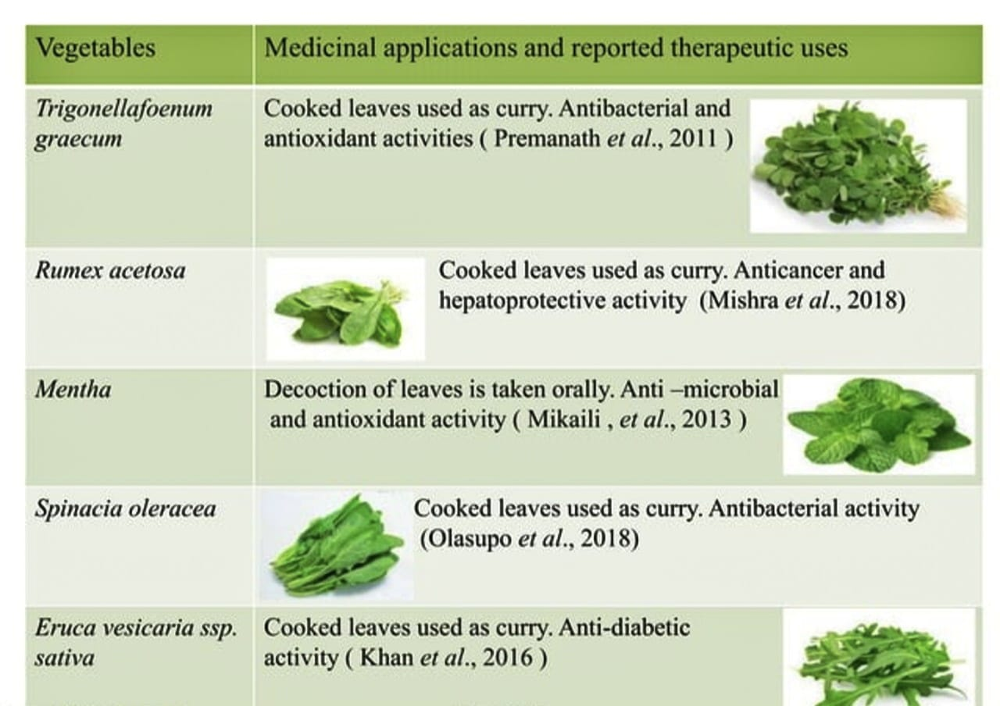 Vegetables
Medicinal applications and reported therapeutic uses
Trigonellafoenum
graecum
Cooked leaves used as curry. Antibacterial and
antioxidant activities ( Premanath et al., 2011 )
Rumex acetosa
Cooked leaves used as curry. Anticancer and
hepatoprotective activity (Mishra et al., 2018)
Mentha
Decoction of leaves is taken orally. Anti –microbial
and antioxidant activity ( Mikaili , et al., 2013 )
Spinacia oleracea
Cooked leaves used as curry. Antibacterial activity
(Olasupo et al., 2018)
Eruca vesicaria ssp.
sativa
Cooked leaves used as curry. Anti-diabetic
activity ( Khan et al., 2016 )